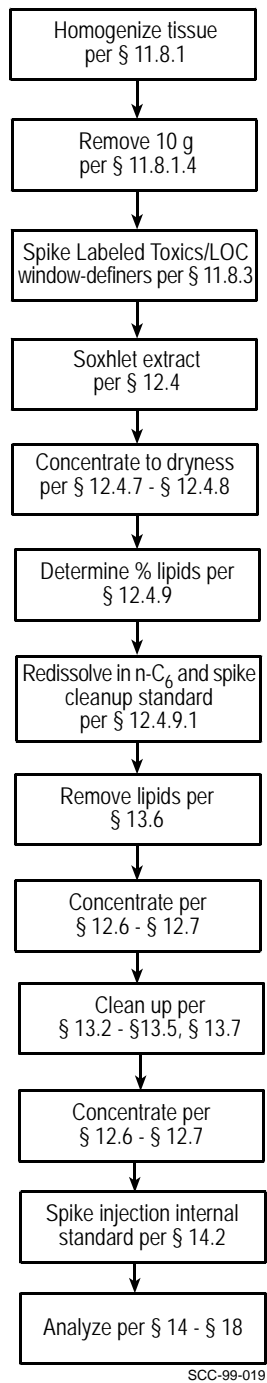 Homogenize tissue
per § 11.8.1
Remove 10 g
per § 11.8.1.4
Spike Labeled Toxics/LOC
window-definers per § 11.8.3
Soxhlet extract
per § 12.4
Concentrate to dryness
per § 12.4.7 - § 12.4.8
Determine % lipids per
§ 12.4.9
Redissolve in n-C₆ and spike
cleanup standard
per § 12.4.9.1
Remove lipids per
§ 13.6
Concentrate per
§ 12.6 - § 12.7
Clean up per
§ 13.2 - §13.5, § 13.7
Concentrate per
§ 12.6 - § 12.7
Spike injection internal
standard per § 14.2
Analyze per § 14 - § 18
SCC-99-019